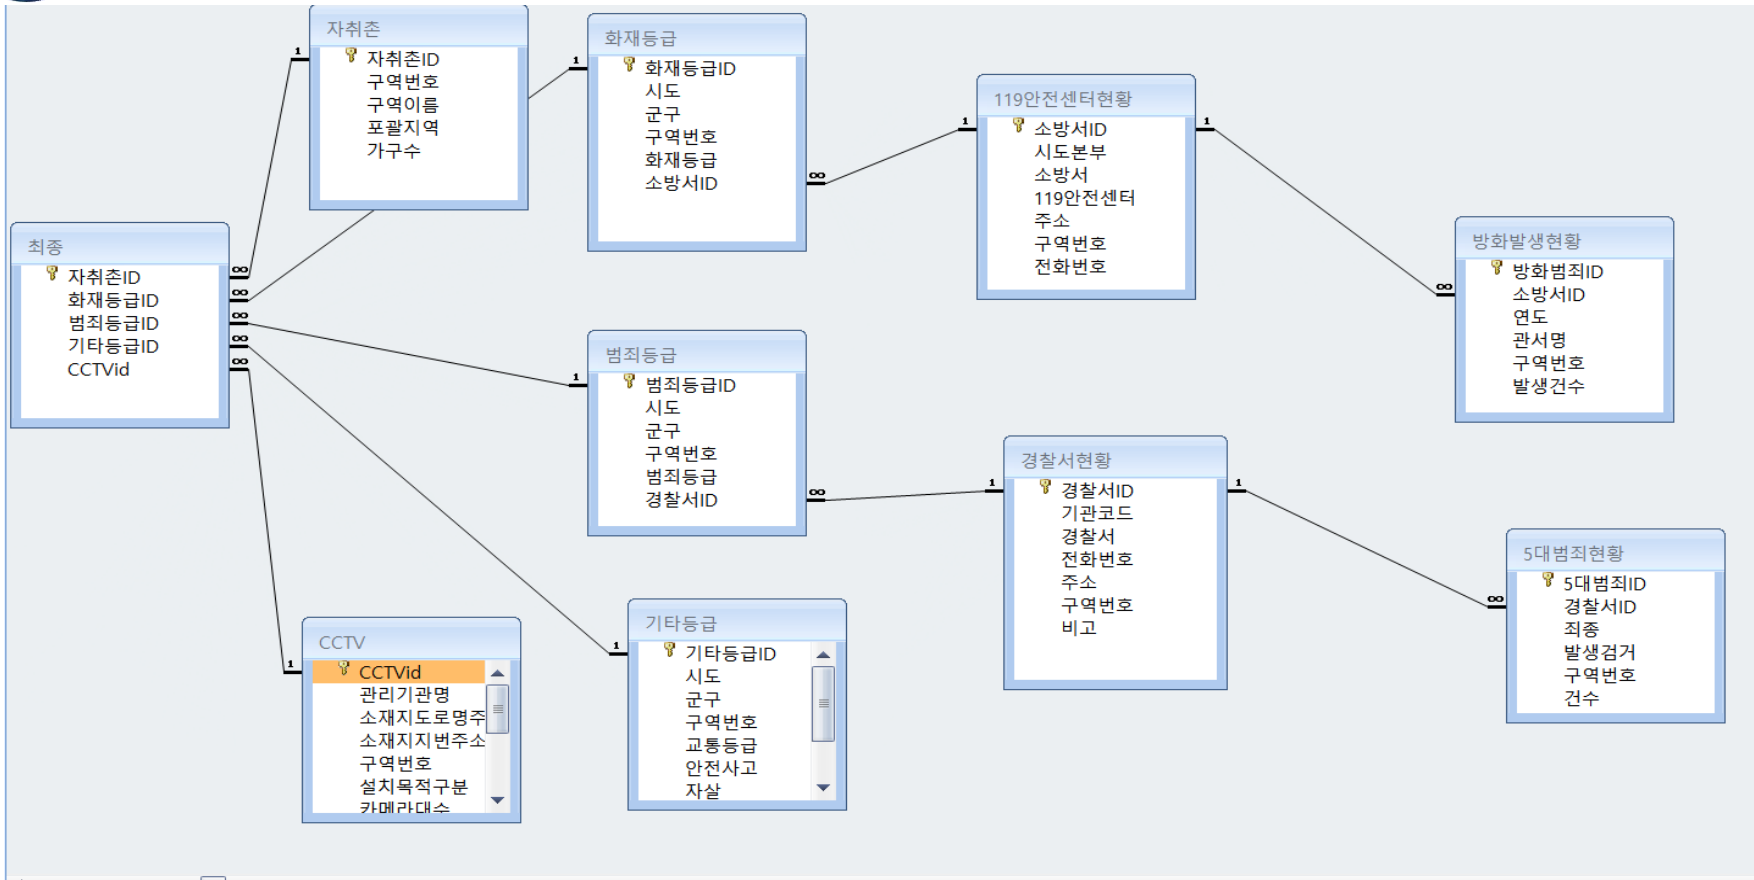 자취촌
자취촌ID
구역번호
구역이름
포괄지역
가구수
화재등급
화재등급ID
시도
군구
구역번호
화재등급
소방서ID
119안전센터현황
소방서ID
시도본부
소방서
119안전센터
주소
구역번호
전화번호
방화발생현황
방화범죄ID
소방서ID
연도
관서명
구역번호
발생건수
최종
자취촌ID
화재등급ID
범죄등급ID
기타등급ID
CCTVid
범죄등급
범죄등급ID
시도
군구
구역번호
범죄등급
경찰서ID
경찰서현황
경찰서ID
기관코드
경찰서
전화번호
주소
구역번호
비고
5대범죄현황
5대범죄ID
경찰서ID
죄종
발생검거
구역번호
건수
CCTV
CCTVid
관리기관명
소재지도로명주
소재지지번주소
구역번호
설치목적구분
카메라대수
기타등급
기타등급ID
시도
군구
구역번호
교통등급
안전사고
자살
1
∞
1
∞
1
∞
1
∞
1
∞
1
∞
1
∞
1
∞
1
∞